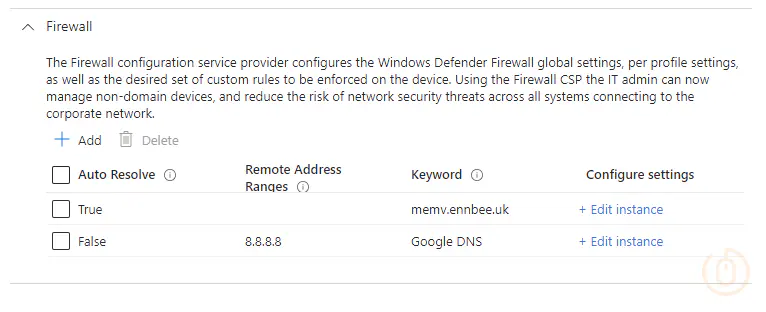 Firewall
The Firewall configuration service provider configures the Windows Defender Firewall global settings, per profile settings,
as well as the desired set of custom rules to be enforced on the device. Using the Firewall CSP the IT admin can now
manage non-domain devices, and reduce the risk of network security threats across all systems connecting to the
corporate network.
+ Add Delete
Auto Resolve Remote Address Ranges Keyword Configure settings
True memv.ennbee.uk + Edit instance
False 8.8.8.8 Google DNS + Edit instance